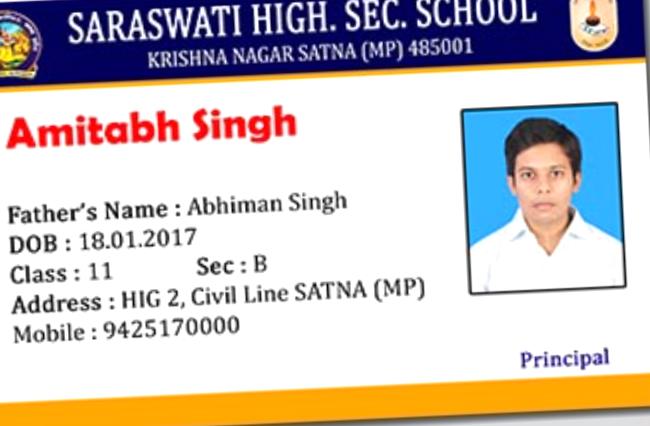 SARASWATI HIGH. SEC. SCHOOL
KRISHNA NAGAR SATNA (MP) 485001
Amitabh Singh
Father's Name : Abhiman Singh
DOB : 18.01.2017
Class : 11 Sec : B
Address : HIG 2, Civil Line SATNA (MP)
Mobile : 9425170000
Principal